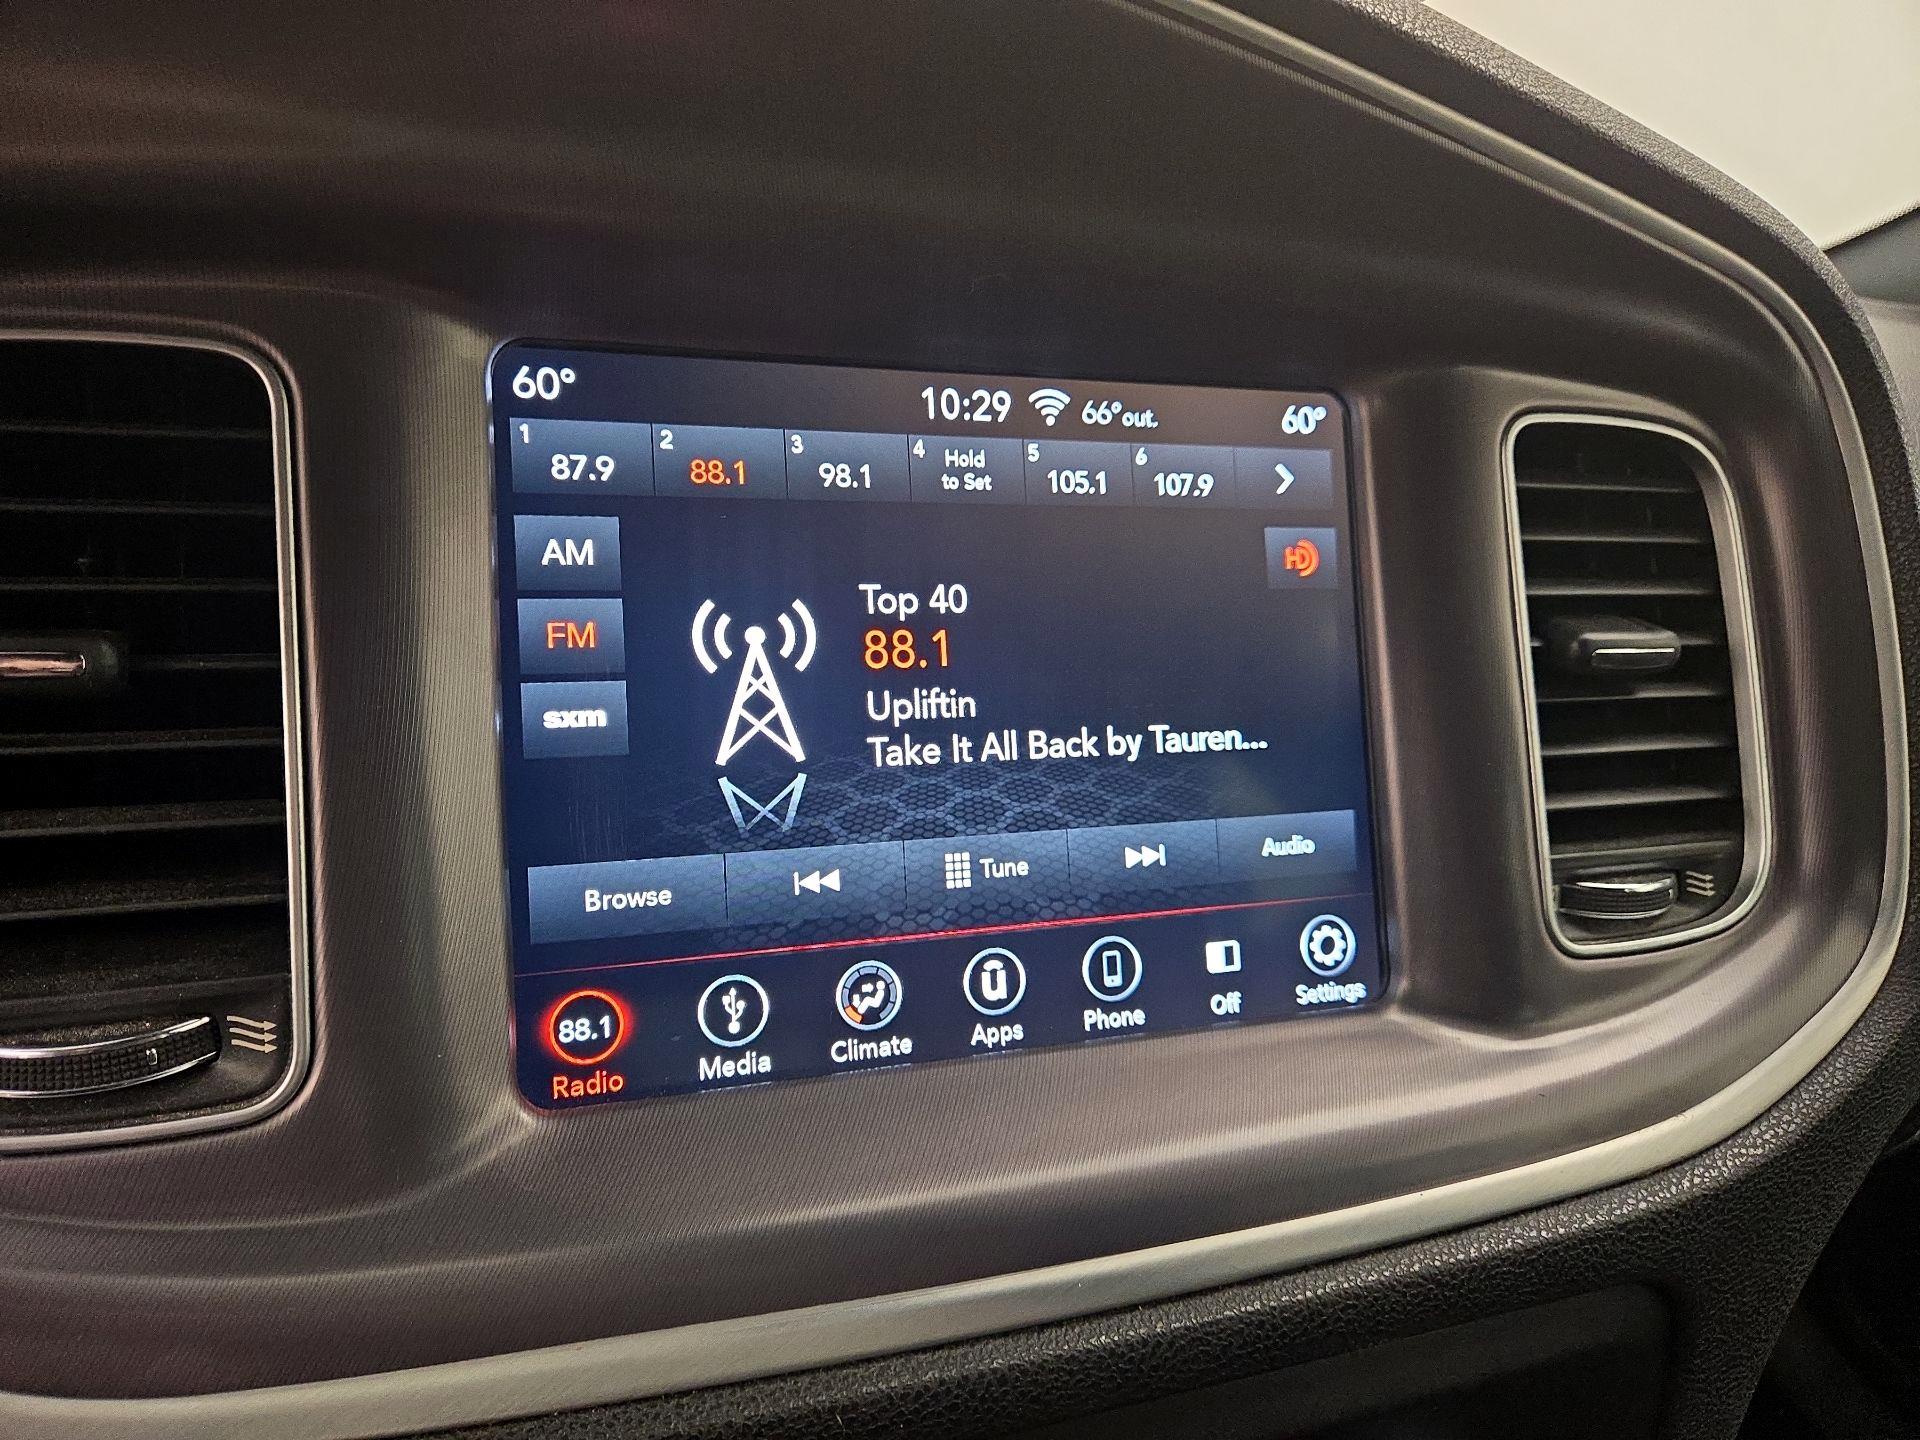 60°
10:29 66° out. 60°
1 87.9 2 88.1 3 98.1 4 Hold to Set 5 105.1 6 107.9
AM
HD
FM
sxm
Top 40
88.1
Upliftin
Take It All Back by Tauren...
Browse Tune Audio
88.1 ū
Radio Media Climate Apps Phone Off Settings